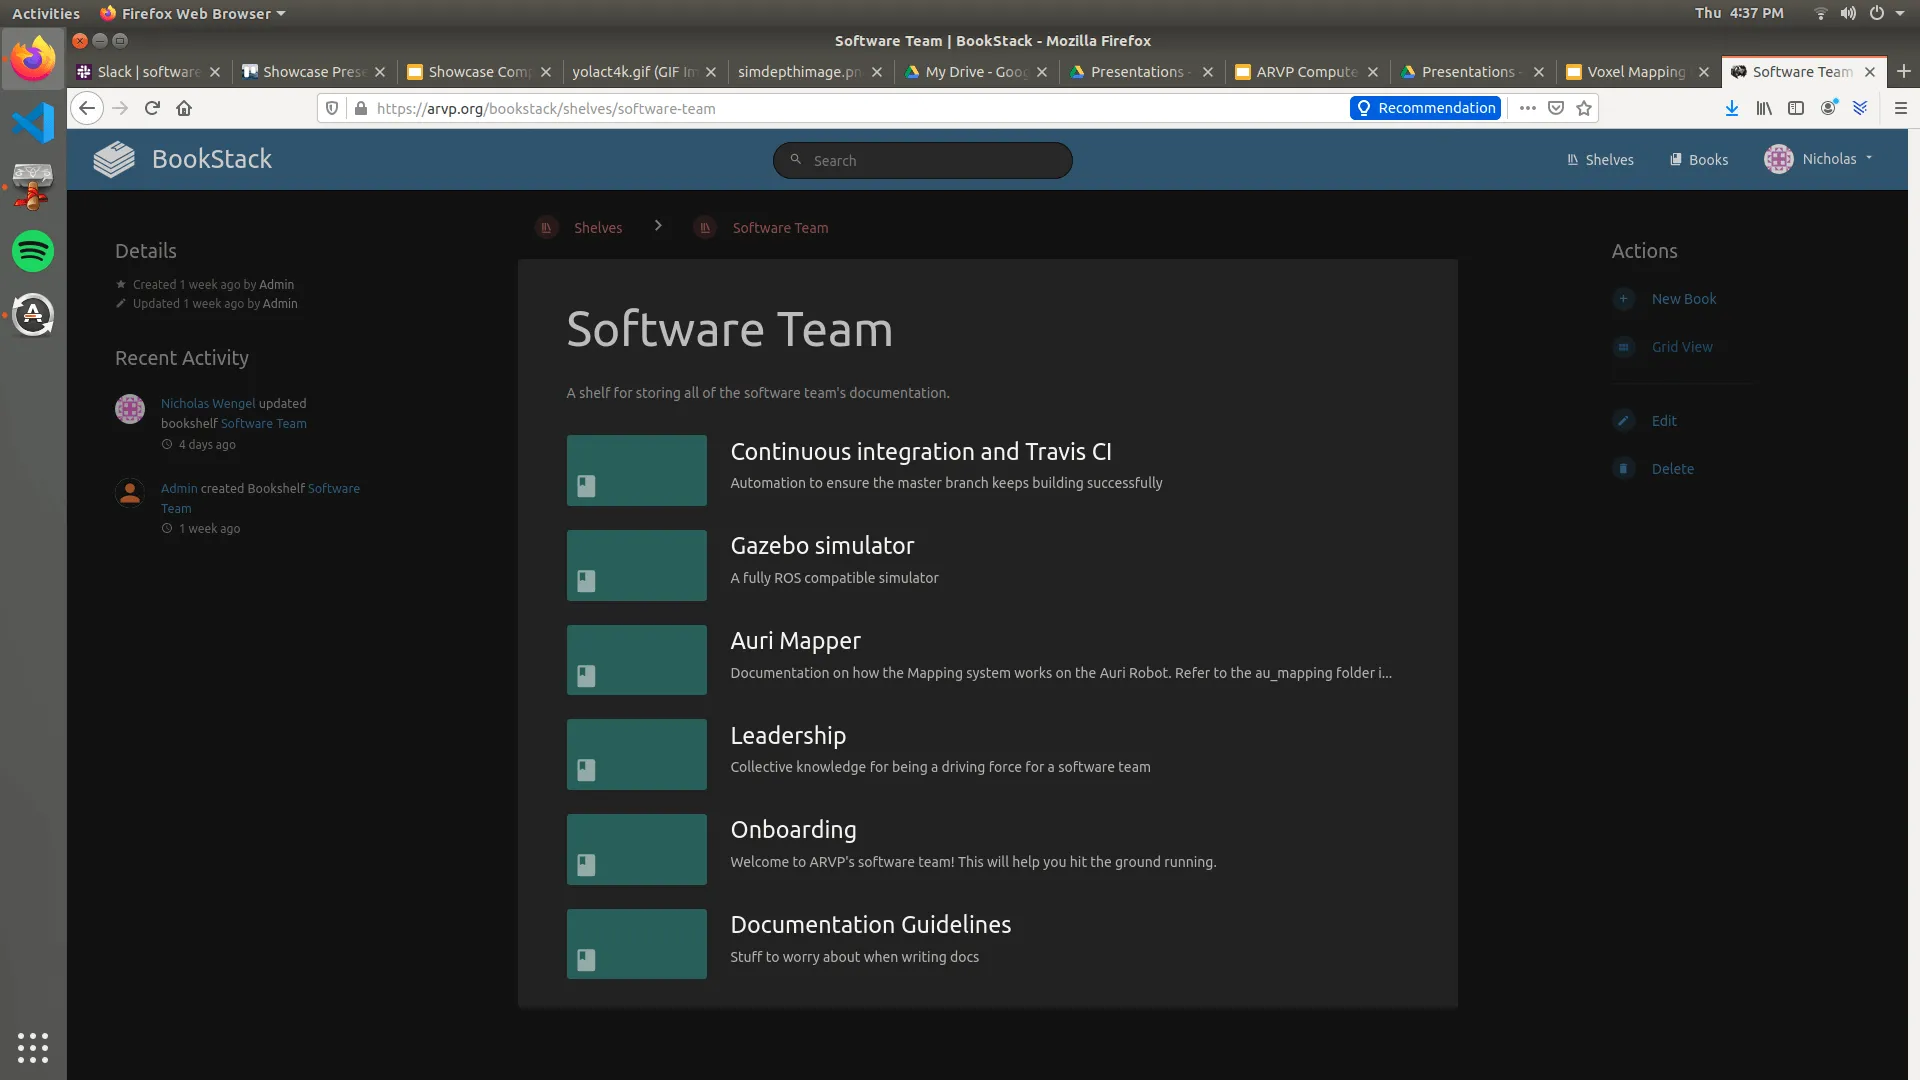 Activities Firefox Web Browser Thu 4:37 PM
Software Team | BookStack - Mozilla Firefox
Slack | software Showcase Prese Showcase Comp yolact4k.gif (GIF Im simdepthimage.pn My Drive - Goog Presentations - ARVP Compute Presentations - Voxel Mapping Software Team
https://arvp.org/bookstack/shelves/software-team Recommendation
BookStack Search Shelves Books Nicholas
Shelves Software Team
Details
Created 1 week ago by Admin
Updated 1 week ago by Admin
Recent Activity
Nicholas Wengel updated
bookshelf Software Team
4 days ago
Admin created Bookshelf Software
Team
1 week ago
Software Team
A shelf for storing all of the software team's documentation.
Continuous integration and Travis CI
Automation to ensure the master branch keeps building successfully
Gazebo simulator
A fully ROS compatible simulator
Auri Mapper
Documentation on how the Mapping system works on the Auri Robot. Refer to the au_mapping folder i...
Leadership
Collective knowledge for being a driving force for a software team
Onboarding
Welcome to ARVP's software team! This will help you hit the ground running.
Documentation Guidelines
Stuff to worry about when writing docs
Actions
New Book
Grid View
Edit
Delete